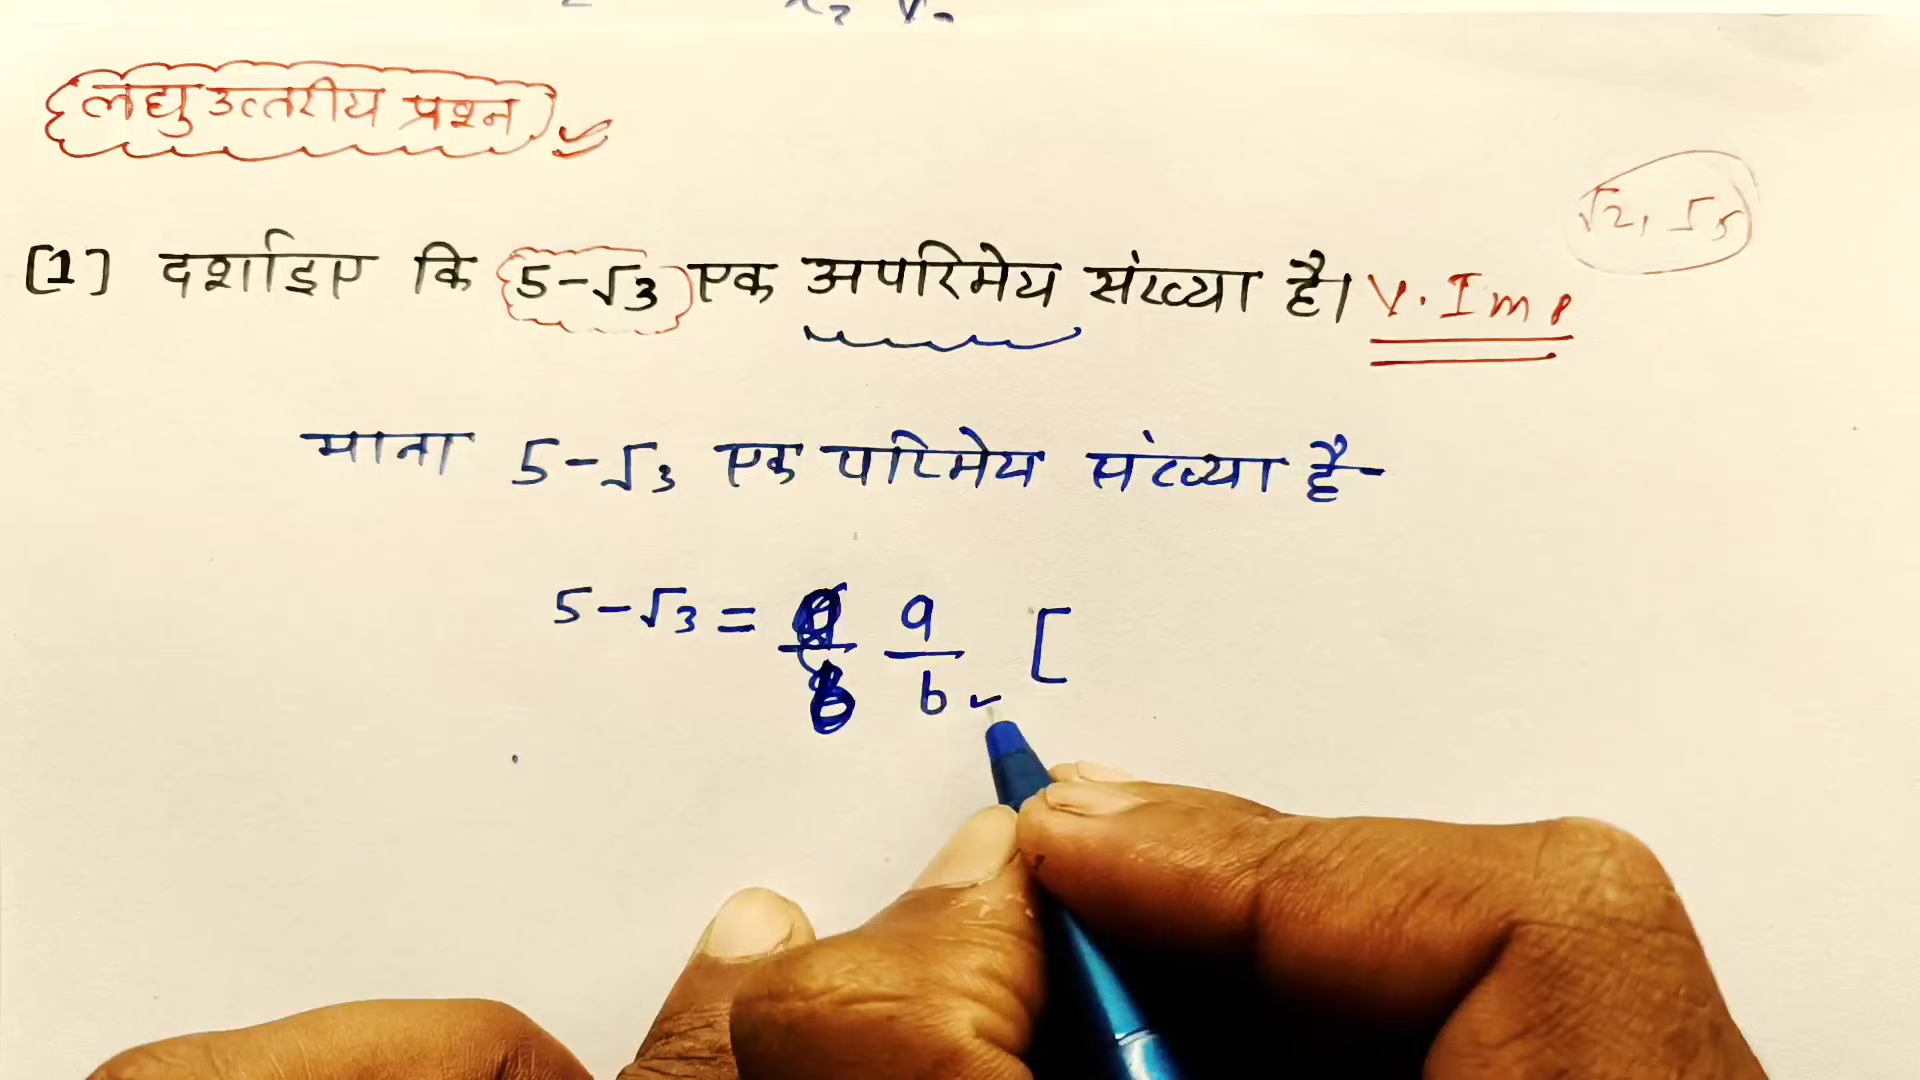 लघु उत्तरीय प्रश्न
√2, √5
[1] दर्शाइए कि 5-√3 एक अपरिमेय संख्या है। V. Imp
माना 5-√3 एक परिमेय संख्या है-
5-√3 = a/b [